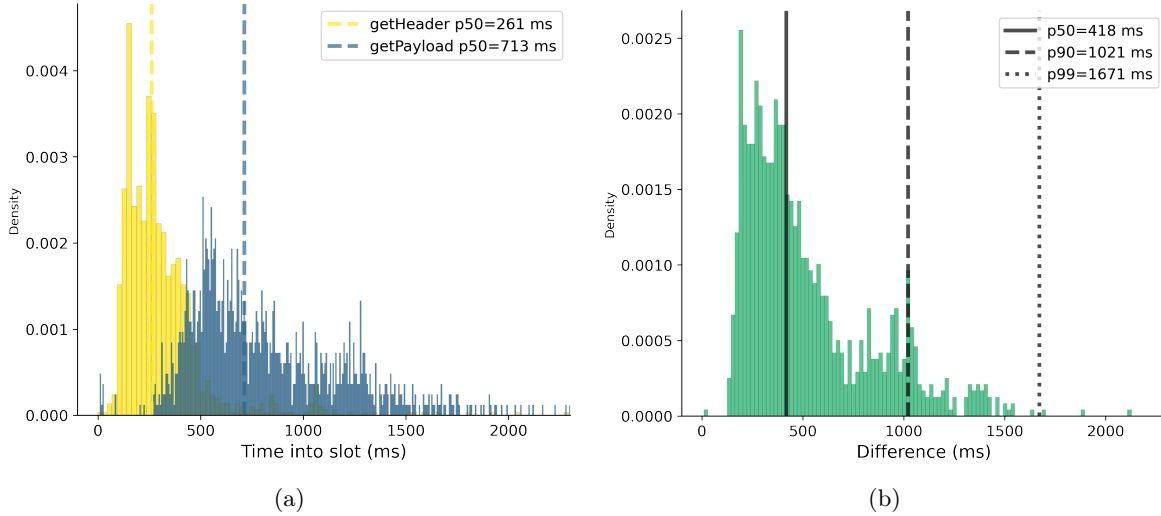 getHeader p50=261 ms
getPayload p50=713 ms
Density
0.004
0.003
0.002
0.001
0.000
0
500
1000
1500
2000
Time into slot (ms)
(a)
p50=418 ms
p90=1021 ms
p99=1671 ms
Density
0.0025
0.0020
0.0015
0.0010
0.0005
0.0000
0
500
1000
1500
2000
Difference (ms)
(b)